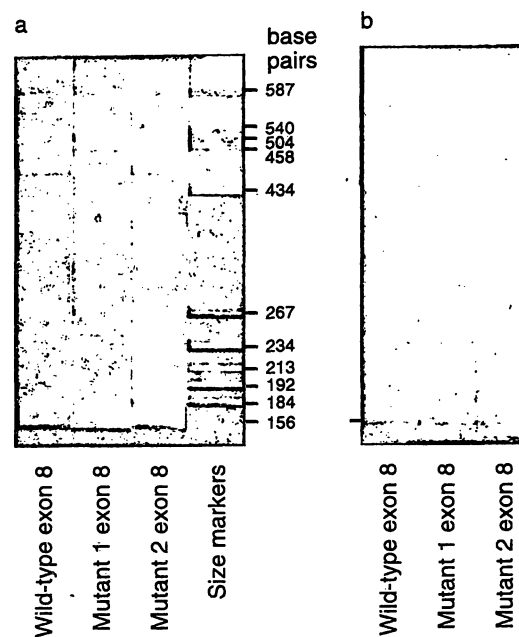 a
base
pairs
587
540
504
458
434
267
234
213
192
184
156
Wild-type exon 8
Mutant 1 exon 8
Mutant 2 exon 8
Size markers
b
Wild-type exon 8
Mutant 1 exon 8
Mutant 2 exon 8